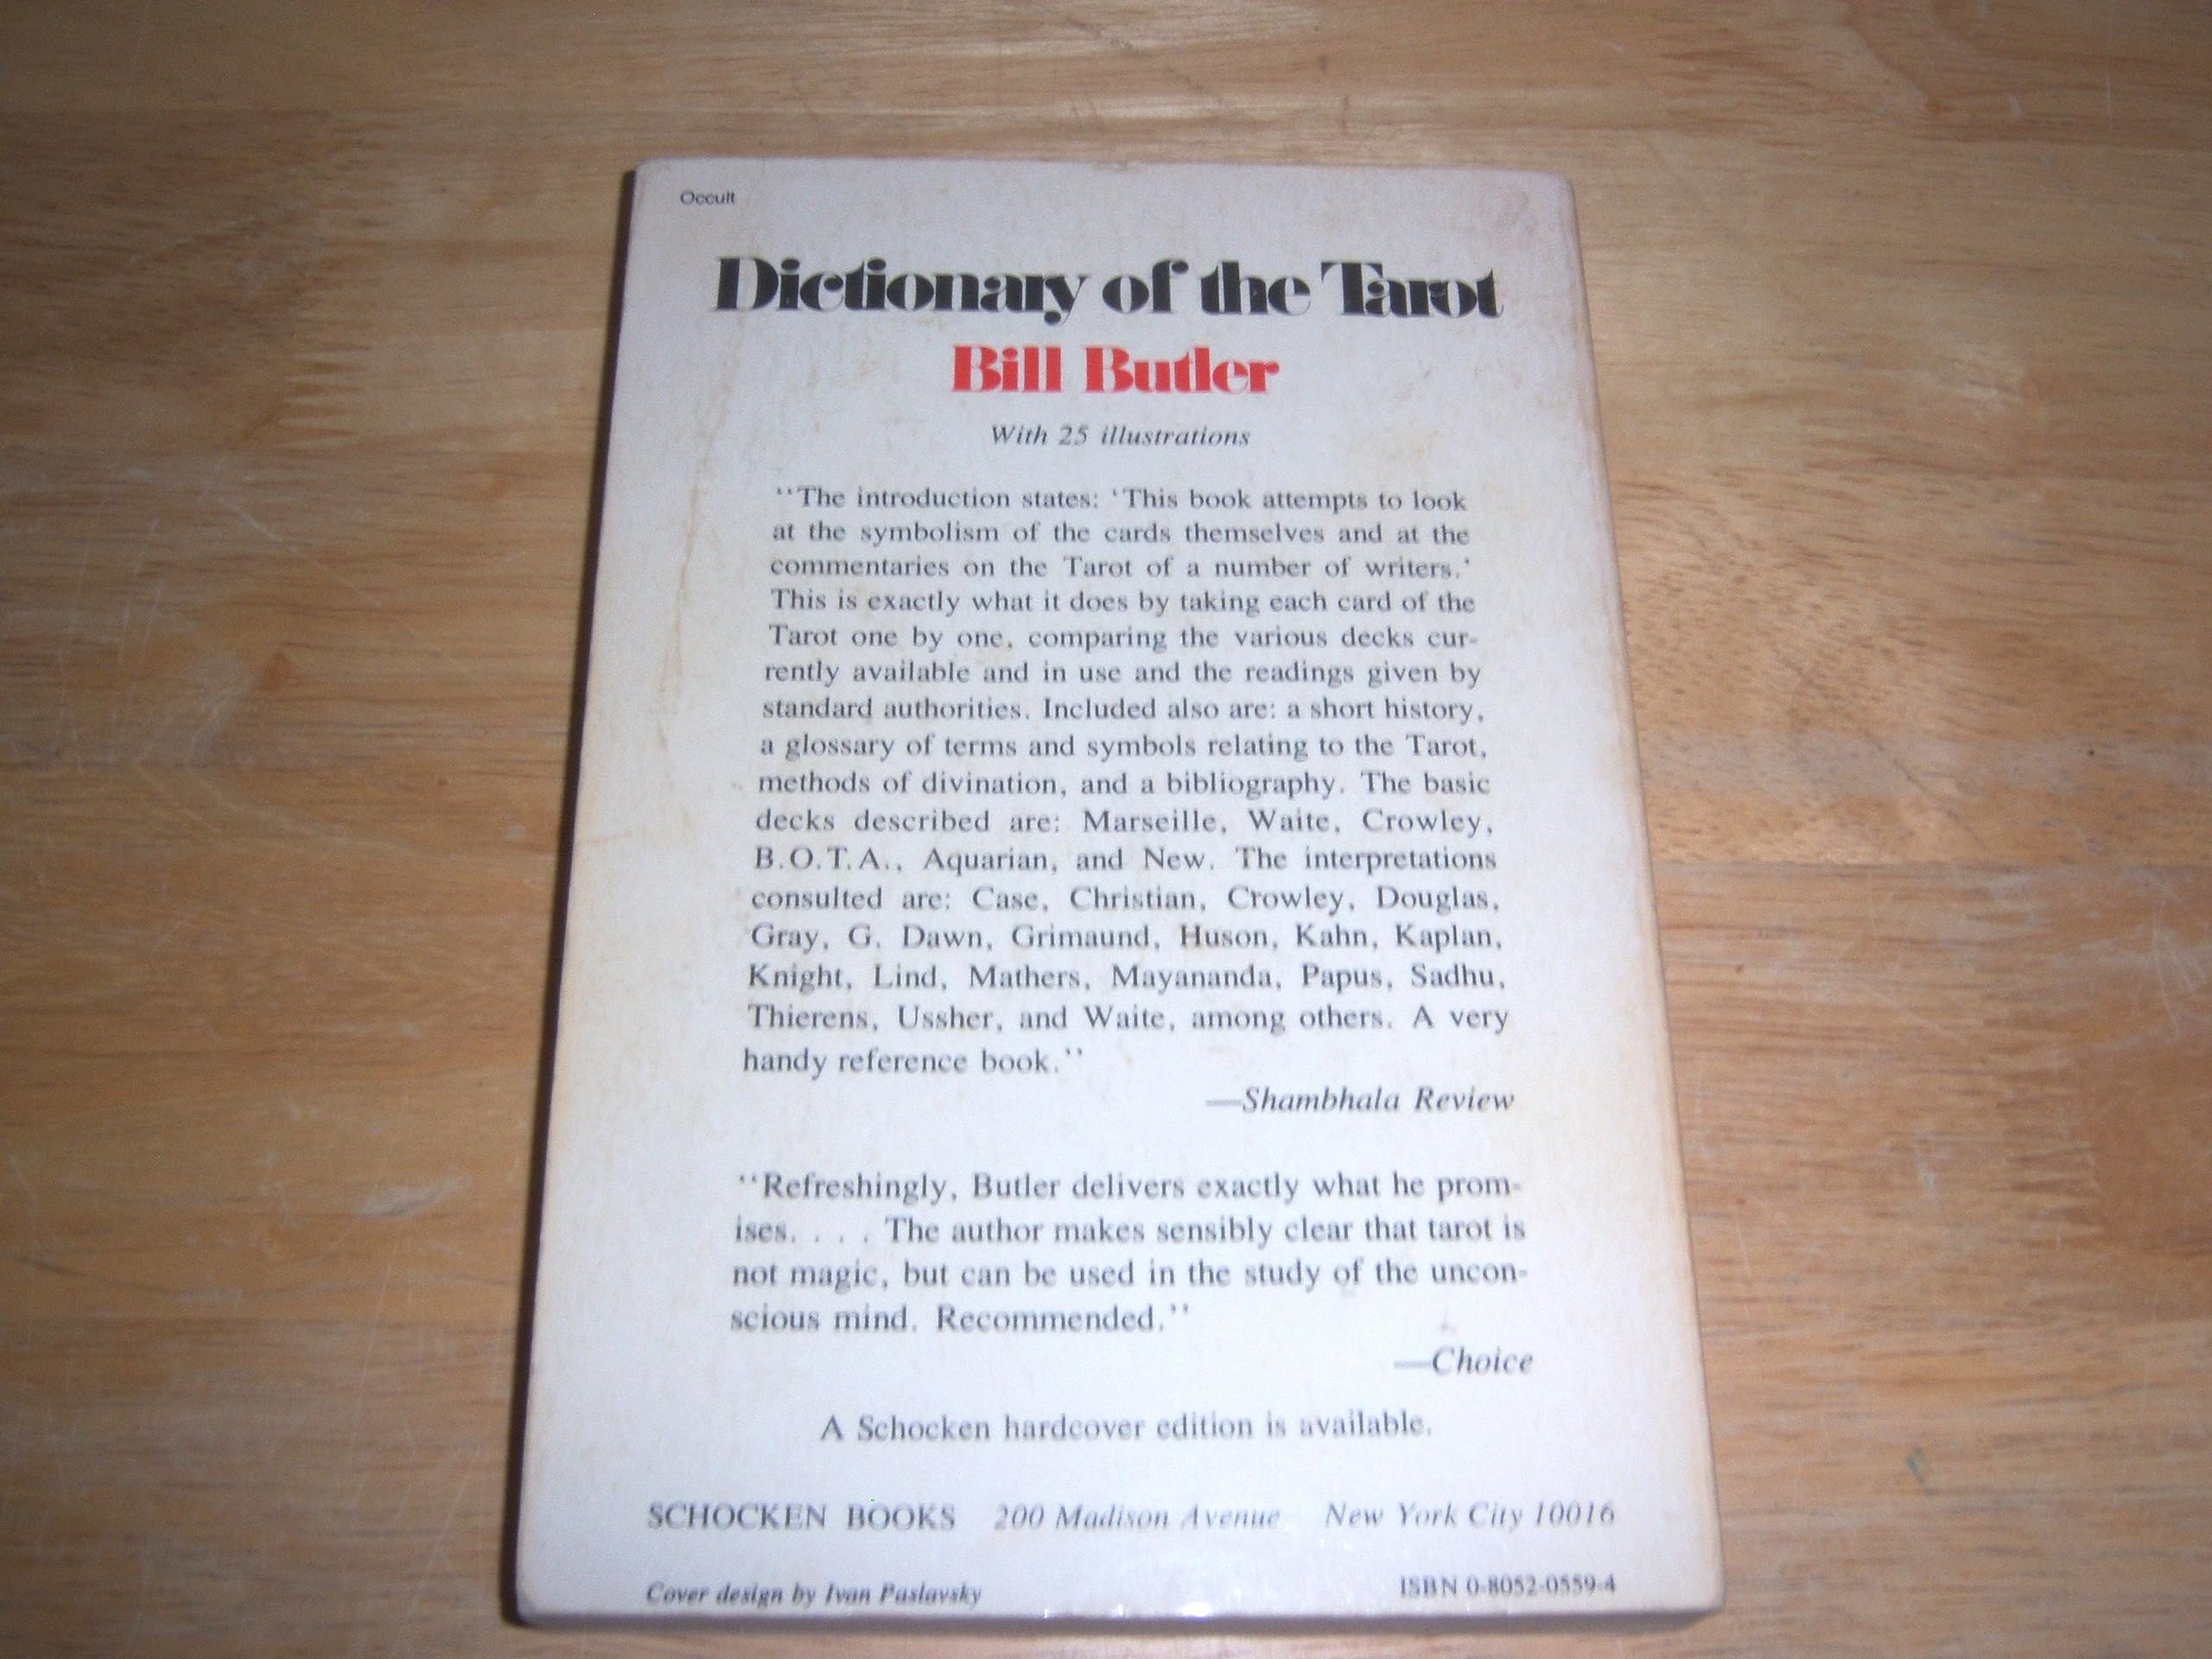 Occult
Dictionary of the Tarot
Bill Butler
With 25 illustrations
“The introduction states: ‘This book attempts to look
at the symbolism of the cards themselves and at the
commentaries on the Tarot of a number of writers.’
This is exactly what it does by taking each card of the
Tarot one by one, comparing the various decks cur-
rently available and in use and the readings given by
standard authorities. Included also are: a short history,
a glossary of terms and symbols relating to the Tarot,
methods of divination, and a bibliography. The basic
decks described are: Marseille, Waite, Crowley,
B.O.T.A., Aquarian, and New. The interpretations
consulted are: Case, Christian, Crowley, Douglas,
Gray, G. Dawn, Grimaund, Huson, Kahn, Kaplan,
Knight, Lind, Mathers, Mayananda, Papus, Sadhu,
Thierens, Ussher, and Waite, among others. A very
handy reference book.”
—Shambhala Review
“Refreshingly, Butler delivers exactly what he prom-
ises. . . . The author makes sensibly clear that tarot is
not magic, but can be used in the study of the uncon-
scious mind. Recommended.”
—Choice
A Schocken hardcover edition is available.
SCHOCKEN BOOKS 200 Madison Avenue New York City 10016
Cover design by Ivan Paslavsky
ISBN 0-8052-0559-4